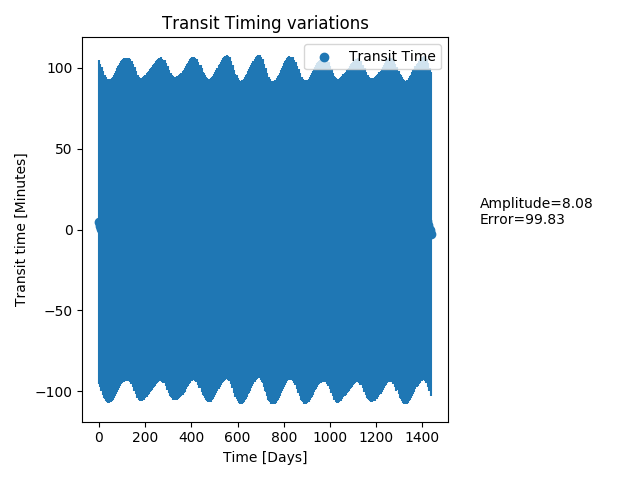 Transit Timing variations
Transit Time
Transit time [Minutes]
100
50
0
−50
−100
0 200 400 600 800 1000 1200 1400
Time [Days]
Amplitude=8.08
Error=99.83